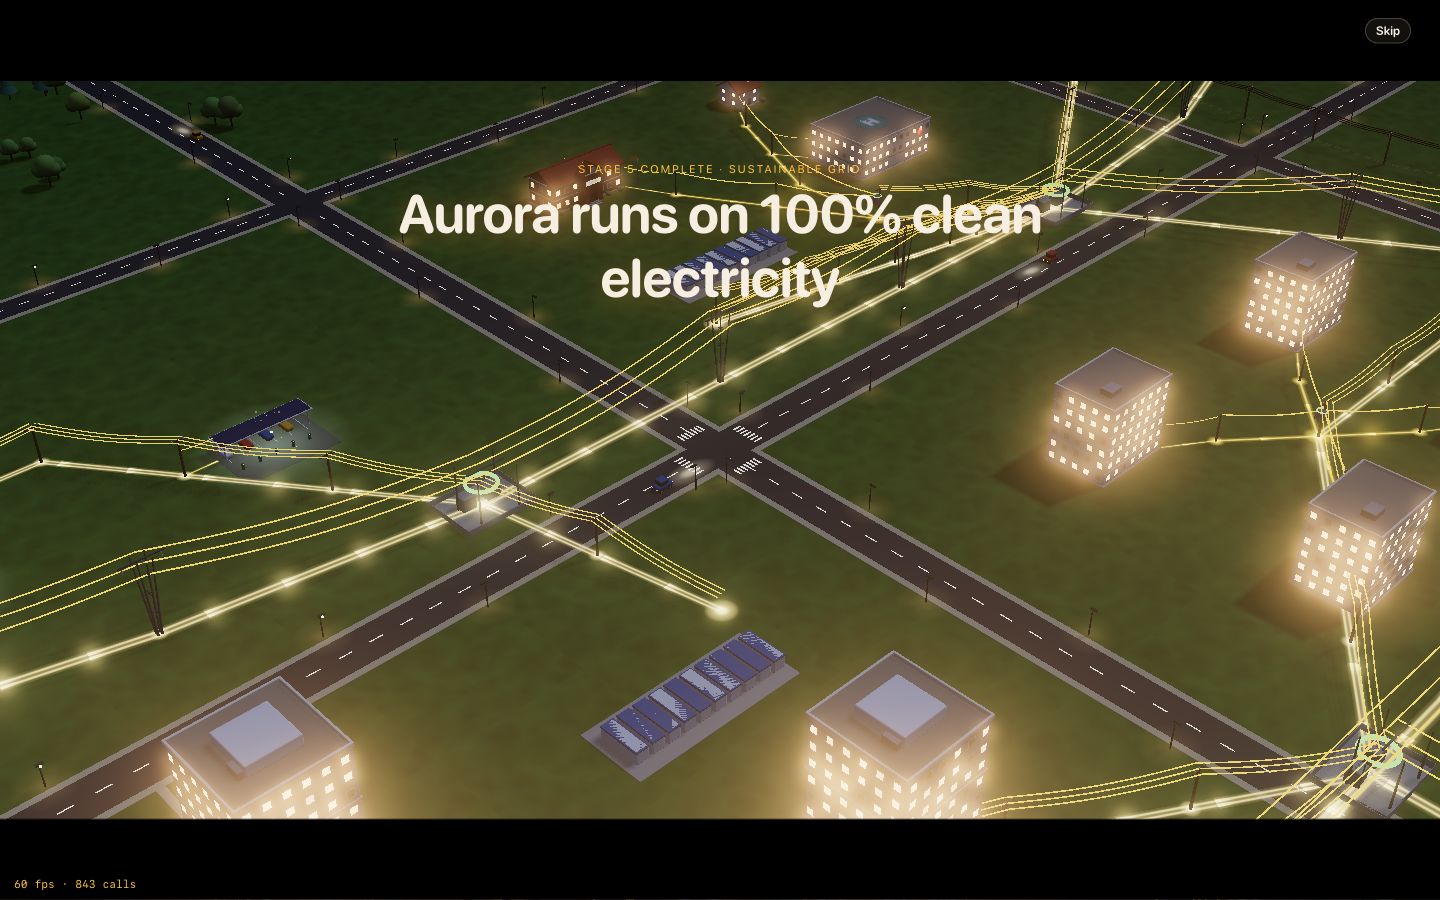 Skip
H
STAGE 5 COMPLETE · SUSTAINABLE GRID
Aurora runs on 100% clean
electricity
60 fps · 843 calls